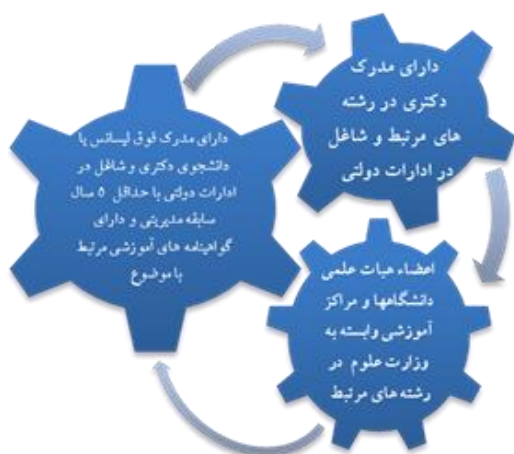 دارای مدرک
دکتری در رشته
های مرتبط و شاغل
در ادارات دولتی
اعضاء هیات علمی
دانشگاهها و مراکز
آموزشی وابسته به
وزارت علوم در
رشته های مرتبط
دارای مدرک فوق لیسانس یا
دانشجوی دکتری و شاغل در
ادارات دولتی با حداقل ۵ سال
سابقه مدیریتی و دارای
گواهینامه های آموزشی مرتبط
با موضوع